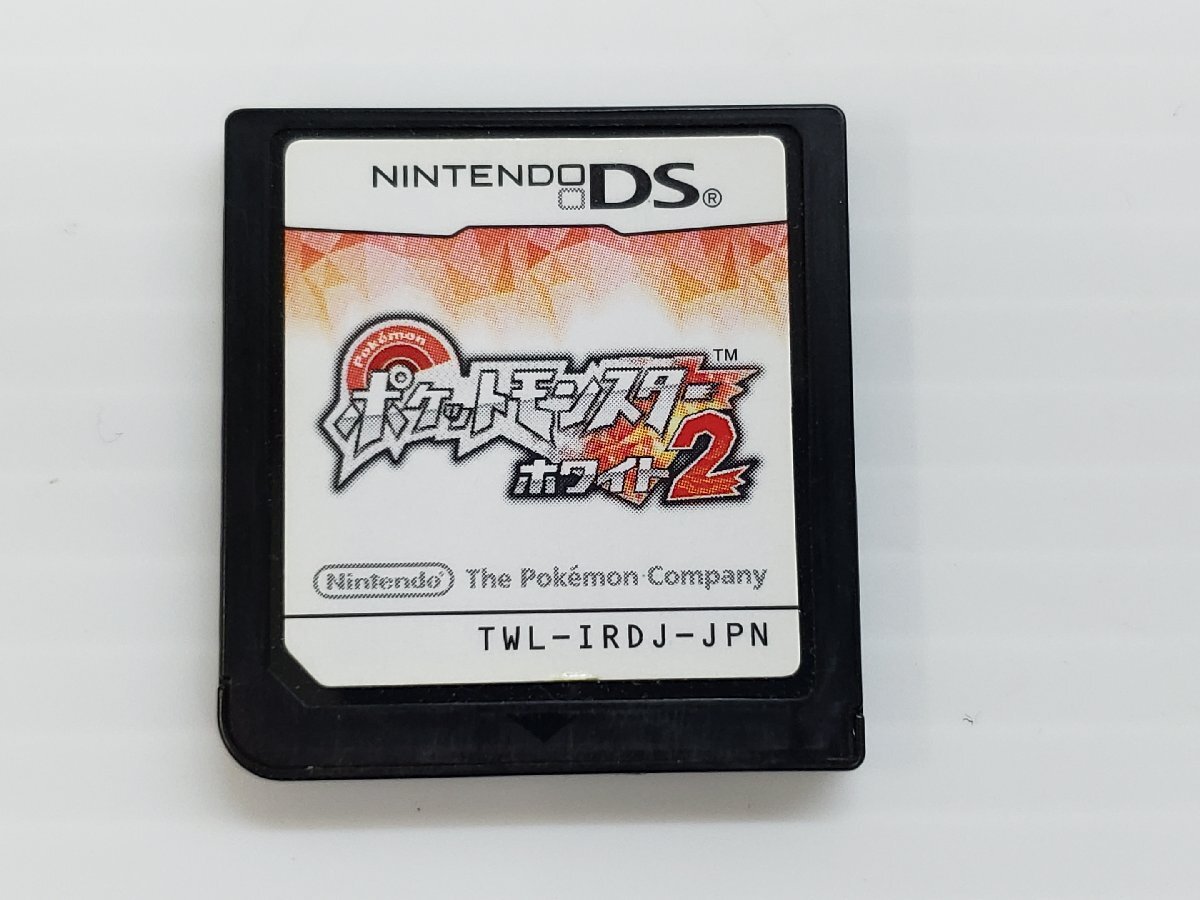 NINTENDO DS®
Pokémon
ポケットモンスター™
ホワイト2
Nintendo® The Pokémon Company
TWL-IRDJ-JPN